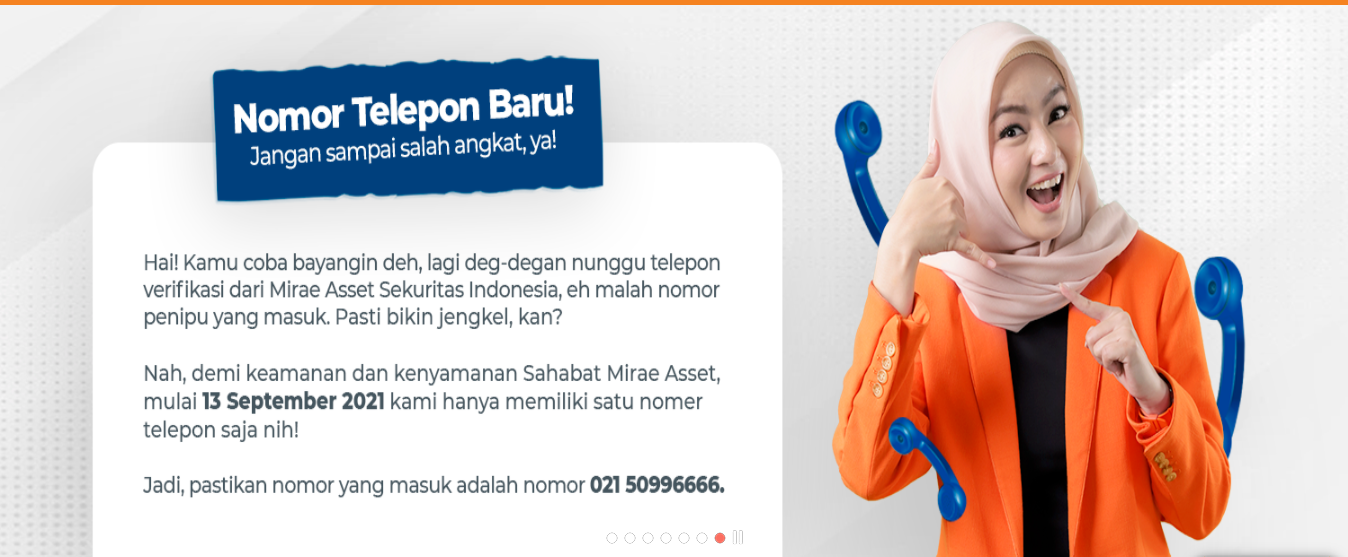 Nomor Telepon Baru!
Jangan sampai salah angkat, ya!
Hai! Kamu coba bayangin deh, lagi deg-degan nunggu telepon
verifikasi dari Mirae Asset Sekuritas Indonesia, eh malah nomor
penipu yang masuk. Pasti bikin jengkel, kan?
Nah, demi keamanan dan kenyamanan Sahabat Mirae Asset,
mulai 13 September 2021 kami hanya memiliki satu nomer
telepon saja nih!
Jadi, pastikan nomor yang masuk adalah nomor 021 50996666.